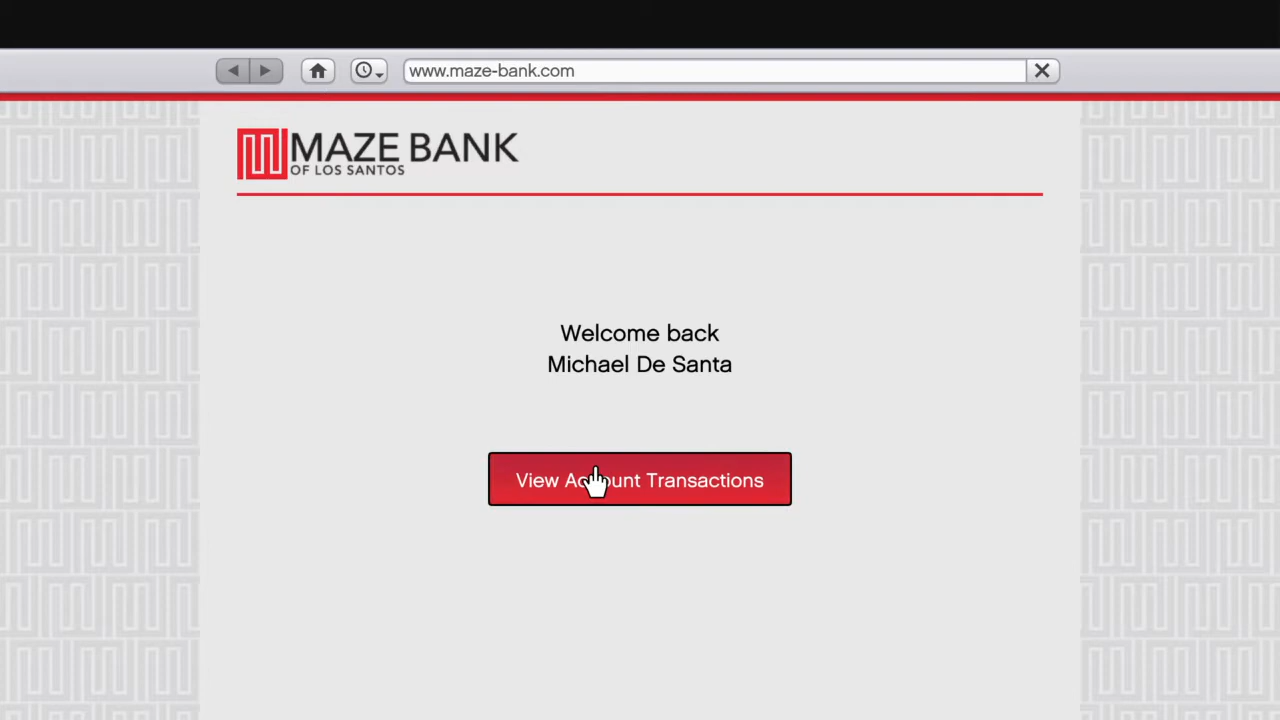 www.maze-bank.com
MAZE BANK
OF LOS SANTOS
Welcome back
Michael De Santa
View Account Transactions